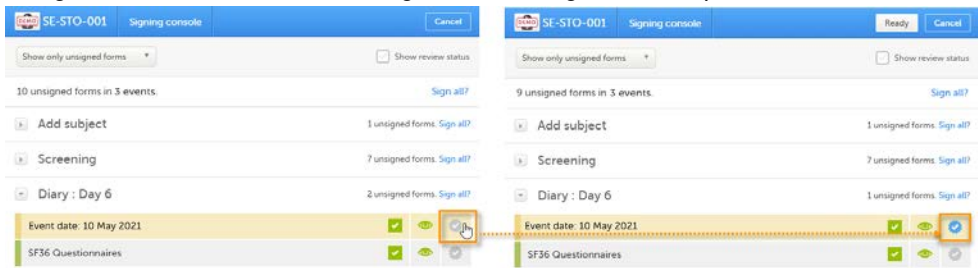 DEMO SE-STO-001 Signing console Cancel
Show only unsigned forms Show review status
10 unsigned forms in 3 events. Sign all?
Add subject 1 unsigned forms. Sign all?
Screening 7 unsigned forms. Sign all?
Diary : Day 6 2 unsigned forms. Sign all?
Event date: 10 May 2021
SF36 Questionnaires
DEMO SE-STO-001 Signing console Ready Cancel
Show only unsigned forms Show review status
9 unsigned forms in 3 events. Sign all?
Add subject 1 unsigned forms. Sign all?
Screening 7 unsigned forms. Sign all?
Diary : Day 6 1 unsigned forms. Sign all?
Event date: 10 May 2021
SF36 Questionnaires